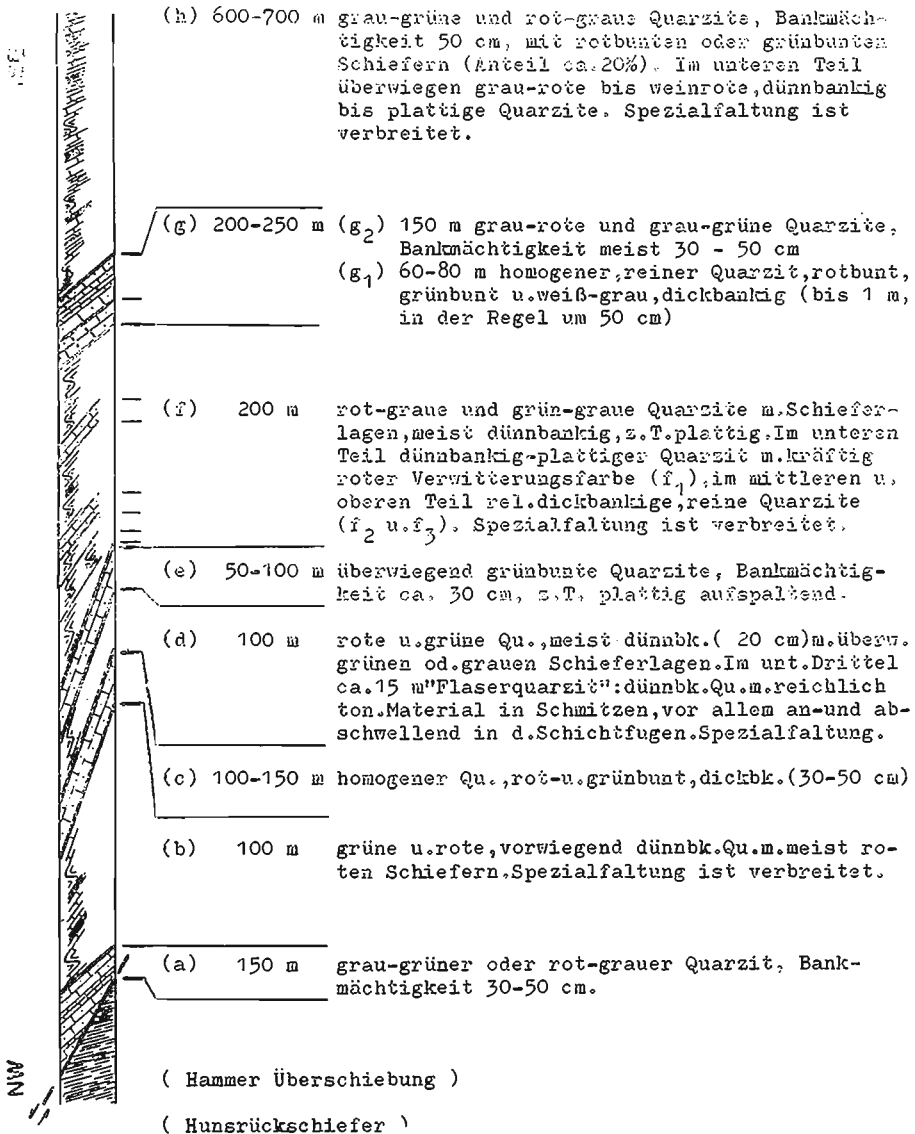 (h) 600-700 m grau-grüne und rot-graue Quarzite, Bankmäch-
tigkeit 50 cm, mit rotbunten oder grünbunten
Schiefern (Anteil ca.20%). Im unteren Teil
überwiegen grau-rote bis weinrote,dünnbankig
bis plattige Quarzite. Spezialfaltung ist
verbreitet.
(g) 200-250 m (g2) 150 m grau-rote und grau-grüne Quarzite,
Bankmächtigkeit meist 30 - 50 cm
(g1) 60-80 m homogener,reiner Quarzit,rotbunt,
grünbunt u.weiß-grau,dickbankig (bis 1 m,
in der Regel um 50 cm)
(f) 200 m rot-graue und grün-graue Quarzite m.Schiefer-
lagen,meist dünnbankig,z.T.plattig.Im unteren
Teil dünnbankig-plattiger Quarzit m.kräftig
roter Verwitterungsfarbe (f1),im mittleren u.
oberen Teil rel.dickbankige,reine Quarzite
(f2 u.f3). Spezialfaltung ist verbreitet.
(e) 50-100 m überwiegend grünbunte Quarzite, Bankmächtig-
keit ca. 30 cm, z.T. plattig aufspaltend.
(d) 100 m rote u.grüne Qu.,meist dünnbk.( 20 cm)m.überw.
grünen od.grauen Schieferlagen.Im unt.Drittel
ca.15 m"Flaserquarzit":dünnbk.Qu.m.reichlich
ton.Material in Schmitzen,vor allem an-und ab-
schwellend in d.Schichtfugen.Spezialfaltung.
(c) 100-150 m homogener Qu.,rot-u.grünbunt,dickbk.(30-50 cm)
(b) 100 m grüne u.rote,vorwiegend dünnbk.Qu.m.meist ro-
ten Schiefern.Spezialfaltung ist verbreitet.
(a) 150 m grau-grüner oder rot-grauer Quarzit, Bank-
mächtigkeit 30-50 cm.
NW
( Hammer Überschiebung )
( Hunsrückschiefer )